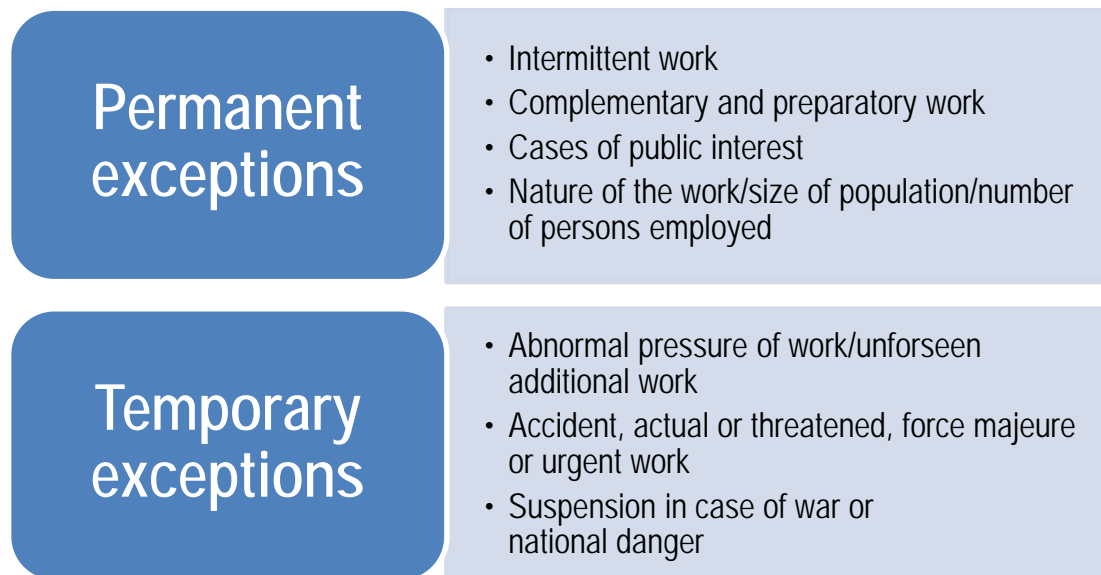 Permanent
exceptions
• Intermittent work
• Complementary and preparatory work
• Cases of public interest
• Nature of the work/size of population/number
of persons employed
Temporary
exceptions
• Abnormal pressure of work/unforseen
additional work
• Accident, actual or threatened, force majeure
or urgent work
• Suspension in case of war or
national danger